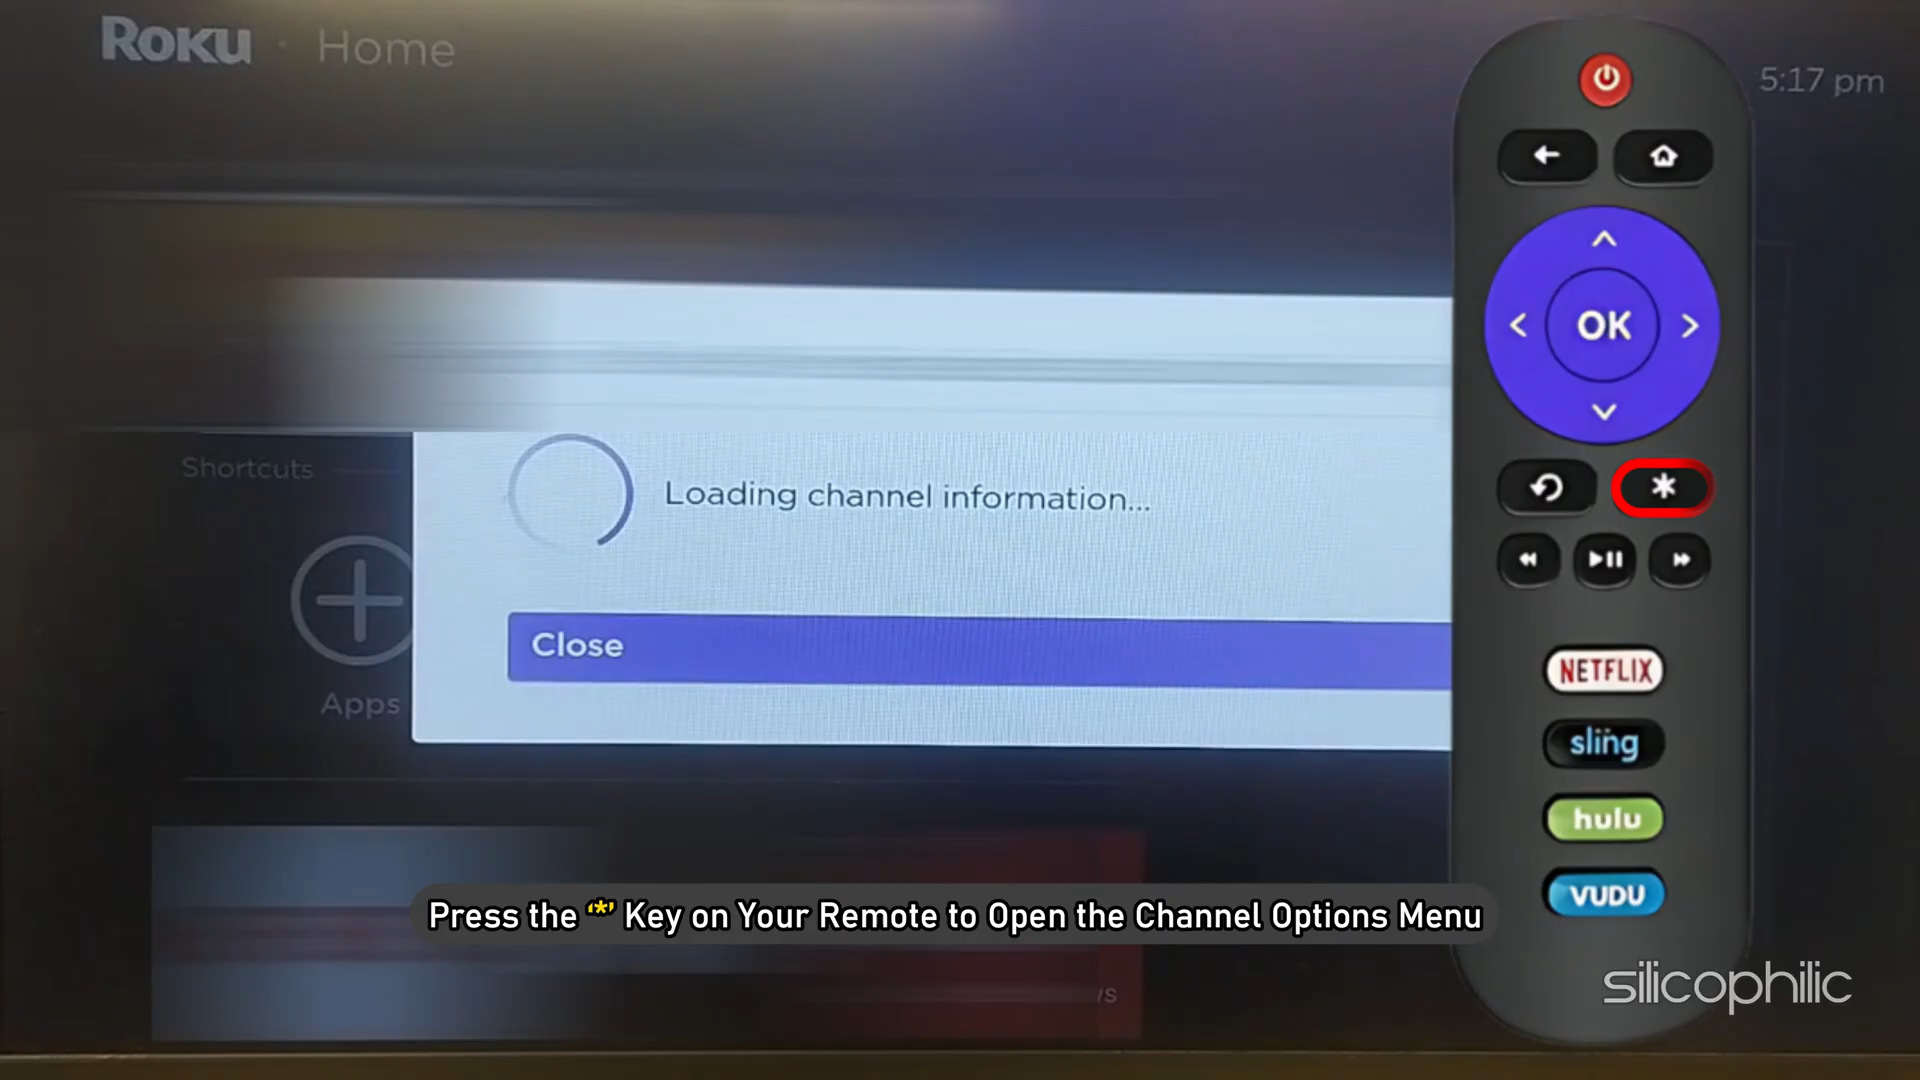 Roku · Home
5:17 pm
OK
Shortcuts
Loading channel information...
Close
Apps
NETFLIX
sling
hulu
VUDU
Press the “*” Key on Your Remote to Open the Channel Options Menu
silicophilic